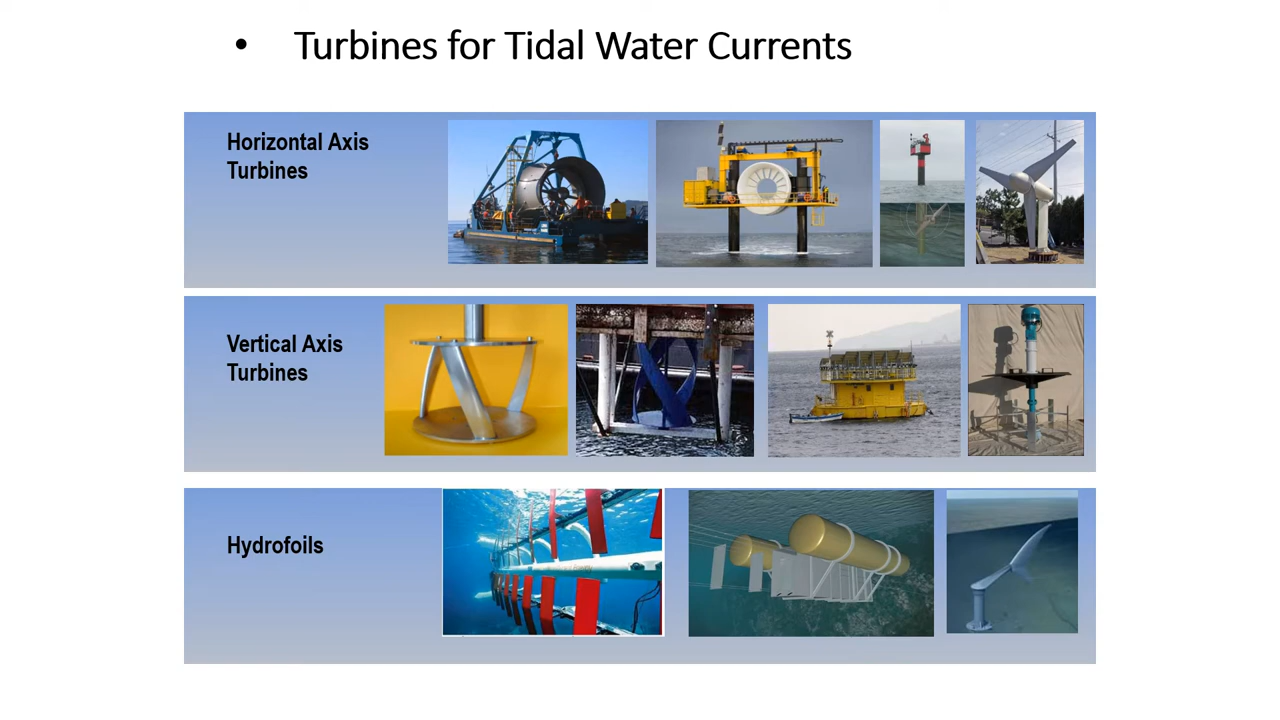 • Turbines for Tidal Water Currents
Horizontal Axis
Turbines
Vertical Axis
Turbines
Hydrofoils